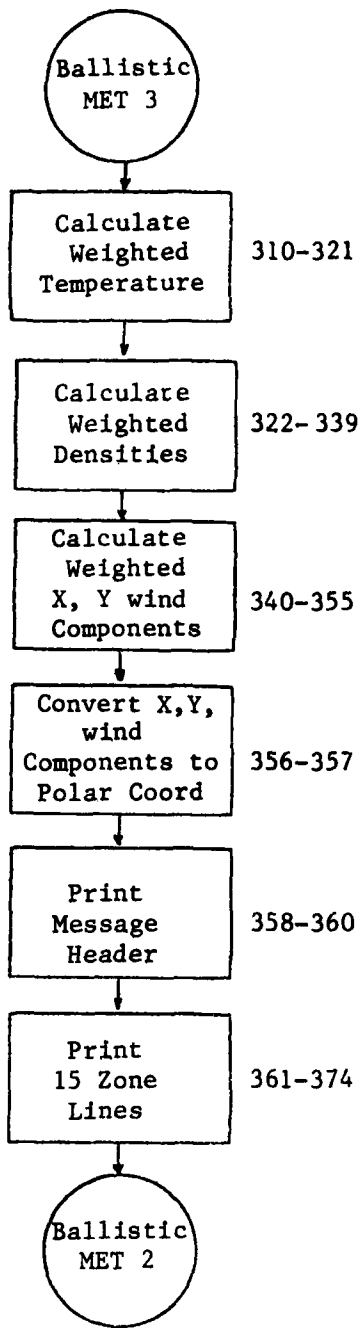 Ballistic
MET 3
Calculate
Weighted
Temperature
310-321
Calculate
Weighted
Densities
322-339
Calculate
Weighted
X, Y wind
Components
340-355
Convert X,Y,
wind
Components to
Polar Coord
356-357
Print
Message
Header
358-360
Print
15 Zone
Lines
361-374
Ballistic
MET 2